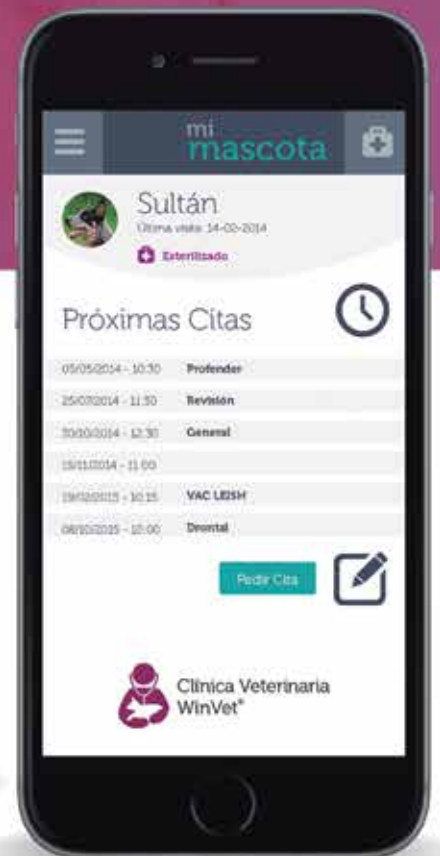 mi
mascota
Sultán
Última visita: 14-02-2014
Esterilizado
Próximas Citas
05/05/2014 - 10:30 Profender
25/07/2014 - 11:30 Revisión
30/10/2014 - 12:30 General
15/11/2014 - 11:00
19/02/2015 - 10:15 VAC LEISH
08/10/2015 - 10:00 Drontal
Pedir Cita
Clínica Veterinaria
WinVet®